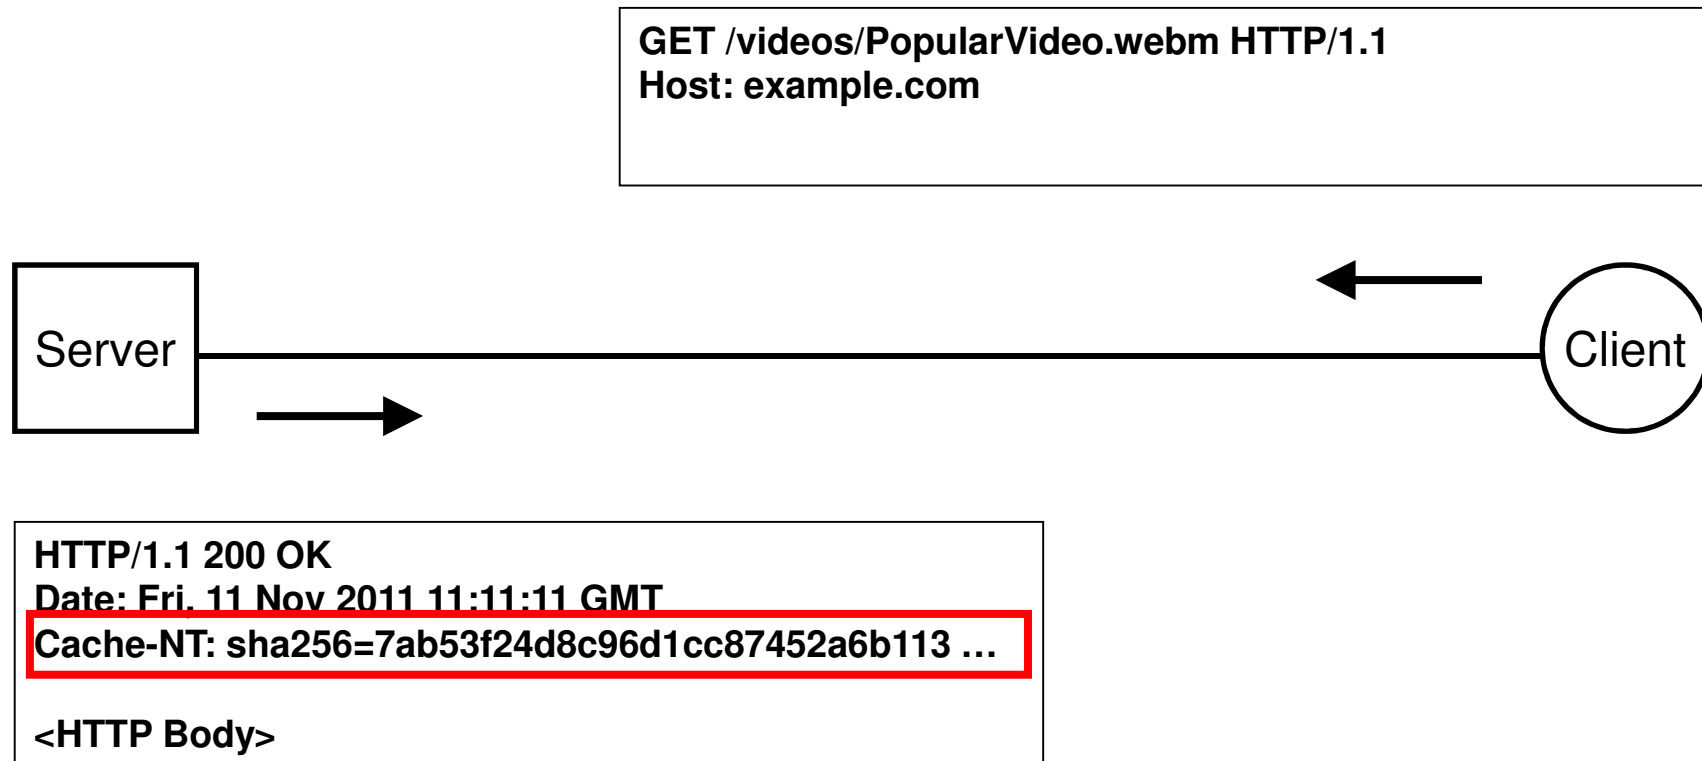 GET /videos/PopularVideo.webm HTTP/1.1
Host: example.com
Server
Client
HTTP/1.1 200 OK
Date: Fri, 11 Nov 2011 11:11:11 GMT
Cache-NT: sha256=7ab53f24d8c96d1cc87452a6b113 …
<HTTP Body>